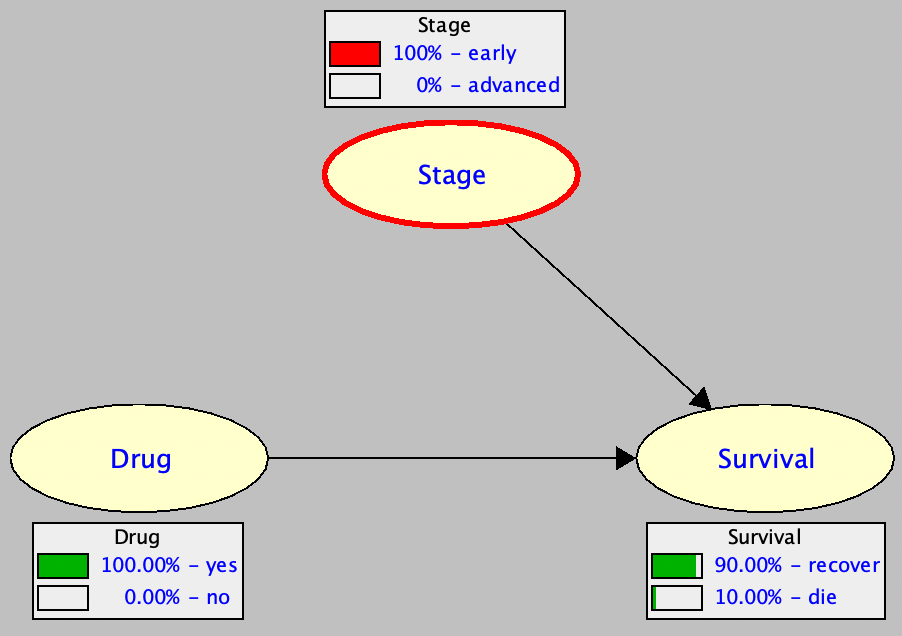 Stage
100% - early
0% - advanced
Stage
Drug
Survival
Drug
100.00% - yes
0.00% - no
Survival
90.00% - recover
10.00% - die